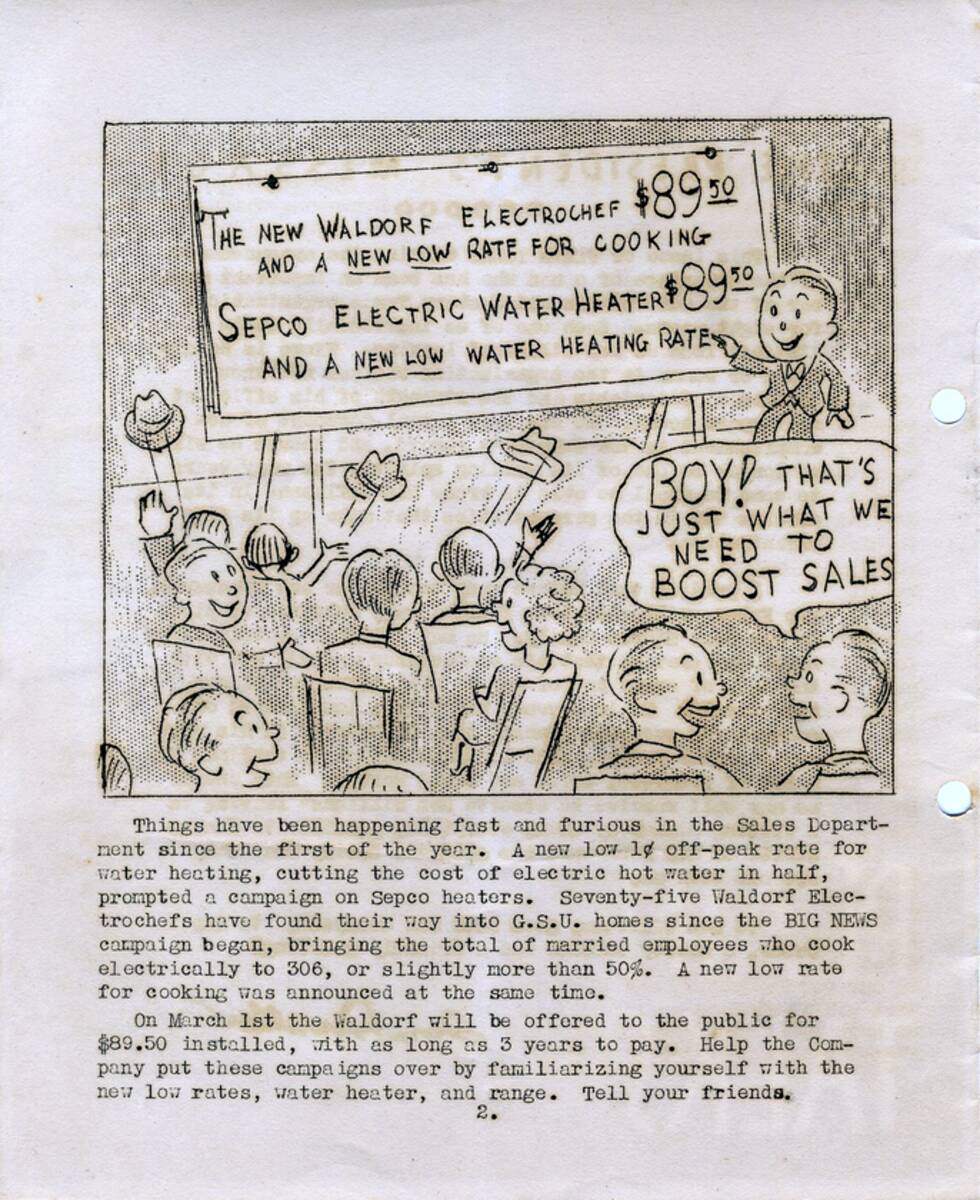 THE NEW WALDORF ELECTROCHEF $89.50
AND A NEW LOW RATE FOR COOKING
SEPCO ELECTRIC WATER HEATER $89.50
AND A NEW LOW WATER HEATING RATE
BOY! THAT'S
JUST WHAT WE
NEED TO
BOOST SALES
Things have been happening fast and furious in the Sales Depart-
ment since the first of the year. A new low 1¢ off-peak rate for
water heating, cutting the cost of electric hot water in half,
prompted a campaign on Sepco heaters. Seventy-five Waldorf Elec-
trochefs have found their way into G.S.U. homes since the BIG NEWS
campaign began, bringing the total of married employees who cook
electrically to 306, or slightly more than 50%. A new low rate
for cooking was announced at the same time.
On March 1st the Waldorf will be offered to the public for
$89.50 installed, with as long as 3 years to pay. Help the Com-
pany put these campaigns over by familiarizing yourself with the
new low rates, water heater, and range. Tell your friends.
2.